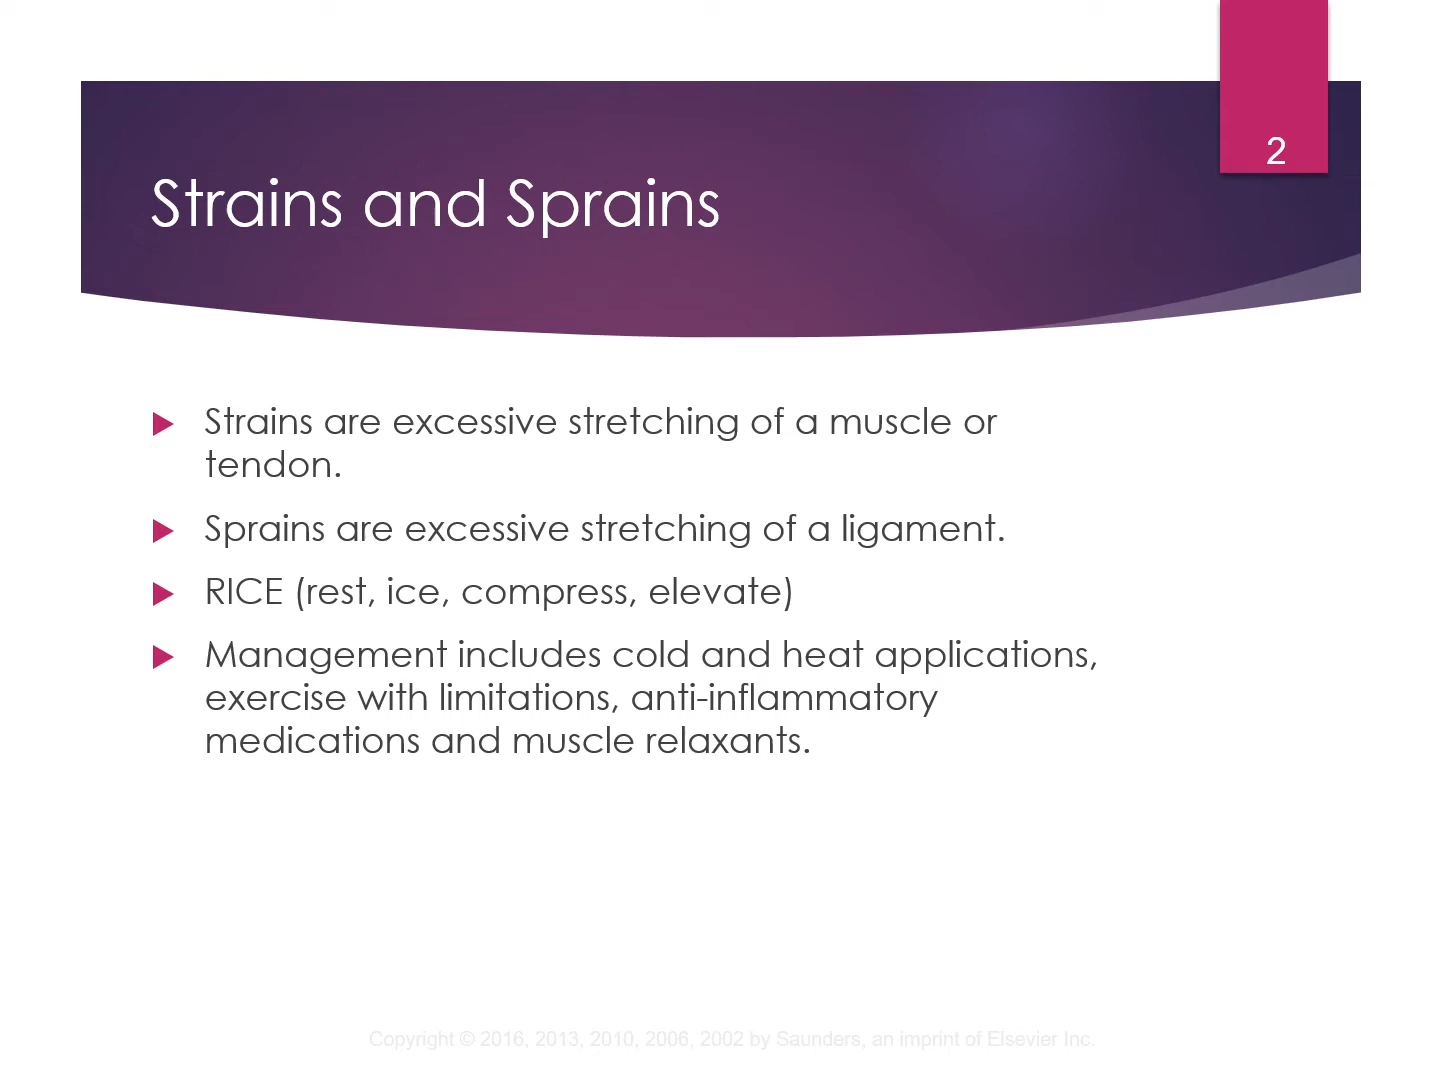 2
Strains and Sprains
Strains are excessive stretching of a muscle or
tendon.
Sprains are excessive stretching of a ligament.
RICE (rest, ice, compress, elevate)
Management includes cold and heat applications,
exercise with limitations, anti-inflammatory
medications and muscle relaxants.
Copyright © 2016, 2013, 2010, 2006, 2002 by Saunders, an imprint of Elsevier Inc.